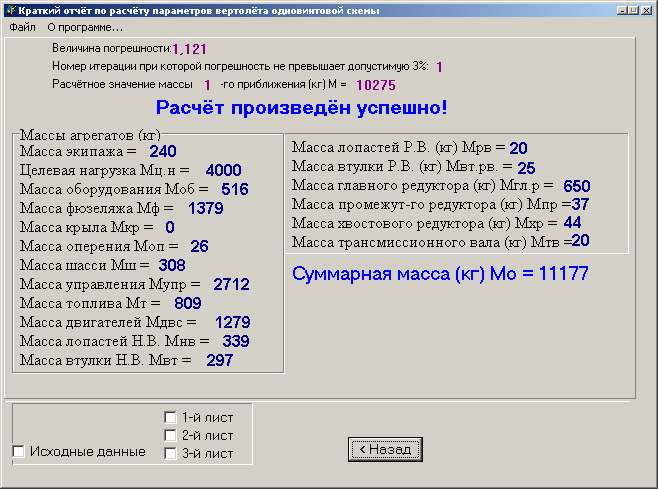 Краткий отчёт по расчёту параметров вертолёта одновинтовой схемы
Файл О программе...
Величина погрешности: 1,121
Номер итерации при которой погрешность не превышает допустимую 3%: 1
Расчётное значение массы 1 -го приближения (кг) М = 10275
Расчёт произведён успешно!
Массы агрегатов (кг)
Масса экипажа = 240
Целевая нагрузка Мц.н = 4000
Масса оборудования Моб = 516
Масса фюзеляжа Мф = 1379
Масса крыла Мкр = 0
Масса оперения Моп = 26
Масса шасси Мш = 308
Масса управления Мупр = 2712
Масса топлива Мт = 809
Масса двигателей Мдвс = 1279
Масса лопастей Н.В. Мнв = 339
Масса втулки Н.В. Мвт = 297
Масса лопастей Р.В. (кг) Мрв = 20
Масса втулки Р.В. (кг) Мвт.рв. = 25
Масса главного редуктора (кг) Мгл.р = 650
Масса промежут-го редуктора (кг) Мпр = 37
Масса хвостового редуктора (кг) Мхр = 44
Масса трансмиссионного вала (кг) Мтв = 20
Суммарная масса (кг) Мо = 11177
Исходные данные
1-й лист
2-й лист
3-й лист
< Назад